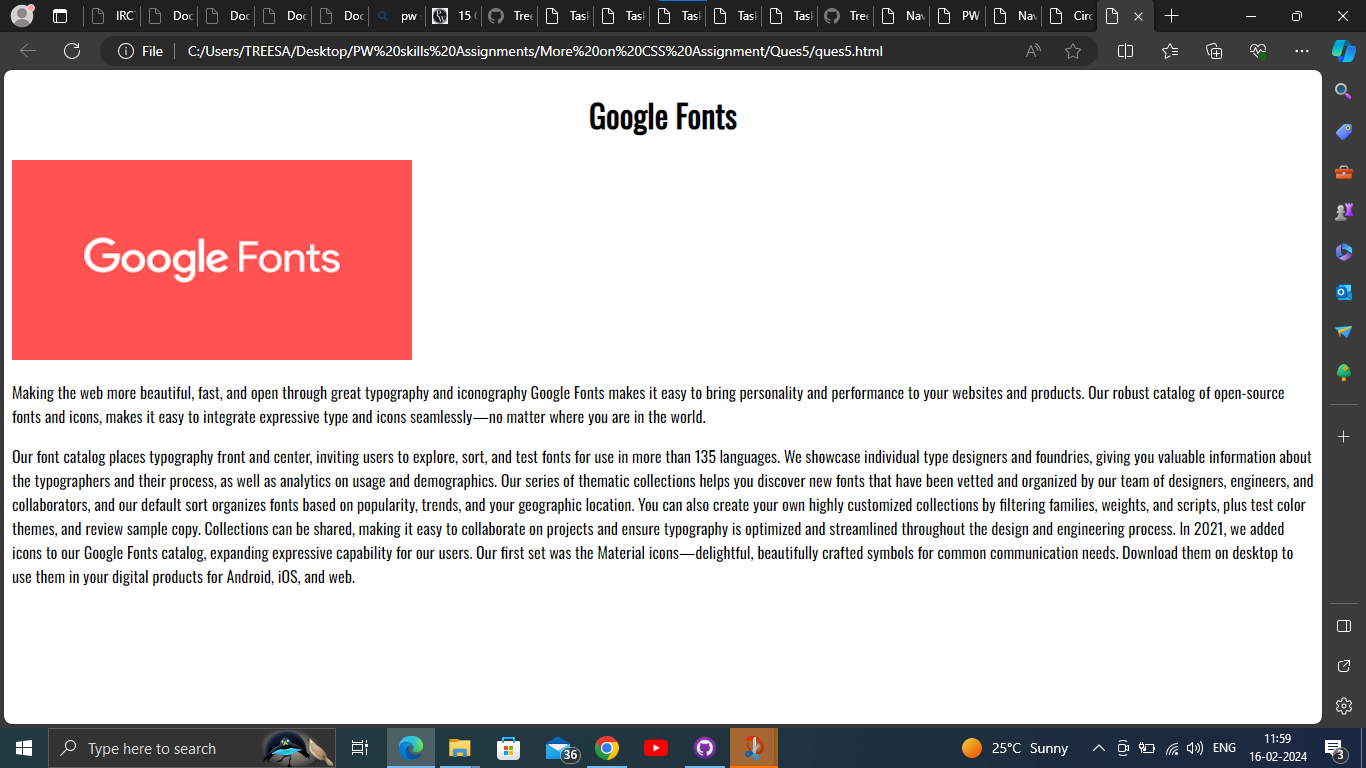 IRC
Doc
Doc
Doc
Doc
pw
15
Tree
Task
Task
Task
Task
Task
Tree
Nav
PW
Nav
Circ
File
C:/Users/TREESA/Desktop/PW%20skills%20Assignments/More%20on%20CSS%20Assignment/Ques5/ques5.html
Google Fonts
Google Fonts
Making the web more beautiful, fast, and open through great typography and iconography Google Fonts makes it easy to bring personality and performance to your websites and products. Our robust catalog of open-source
fonts and icons, makes it easy to integrate expressive type and icons seamlessly—no matter where you are in the world.
Our font catalog places typography front and center, inviting users to explore, sort, and test fonts for use in more than 135 languages. We showcase individual type designers and foundries, giving you valuable information about
the typographers and their process, as well as analytics on usage and demographics. Our series of thematic collections helps you discover new fonts that have been vetted and organized by our team of designers, engineers, and
collaborators, and our default sort organizes fonts based on popularity, trends, and your geographic location. You can also create your own highly customized collections by filtering families, weights, and scripts, plus test color
themes, and review sample copy. Collections can be shared, making it easy to collaborate on projects and ensure typography is optimized and streamlined throughout the design and engineering process. In 2021, we added
icons to our Google Fonts catalog, expanding expressive capability for our users. Our first set was the Material icons—delightful, beautifully crafted symbols for common communication needs. Download them on desktop to
use them in your digital products for Android, iOS, and web.
Type here to search
36
25°C Sunny
ENG
11:59
16-02-2024
3